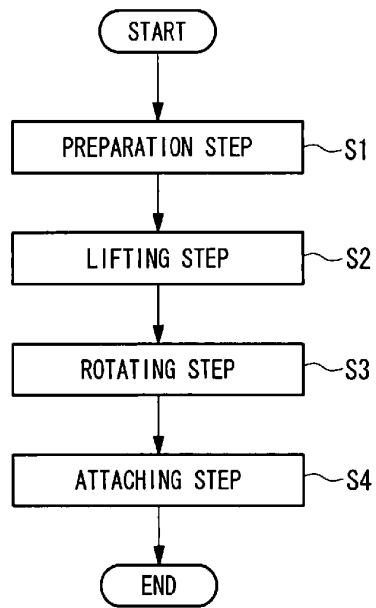 START
PREPARATION STEP S1
LIFTING STEP S2
ROTATING STEP S3
ATTACHING STEP S4
END